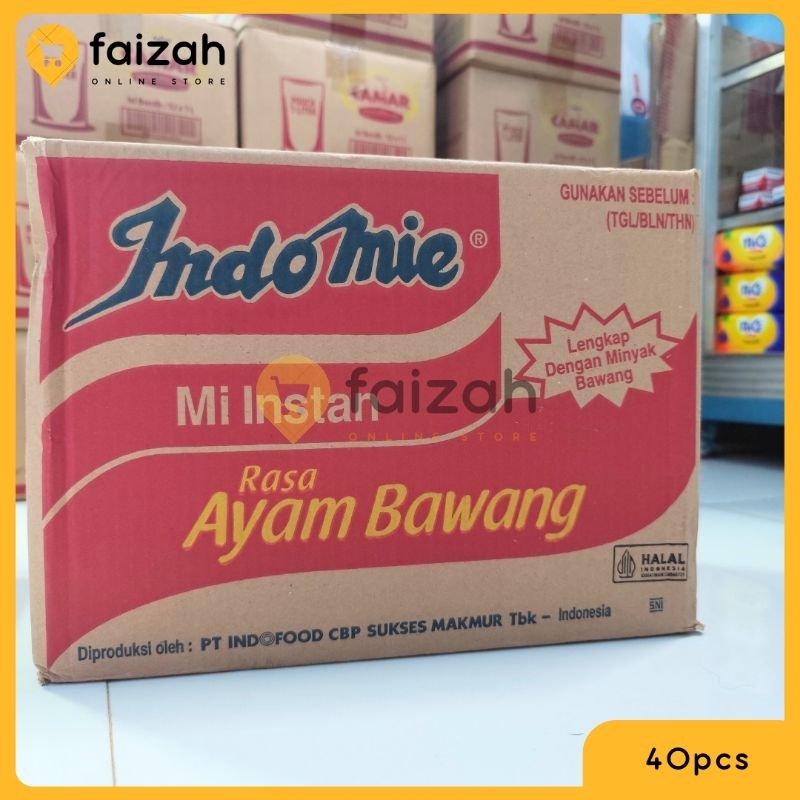 faizah
ONLINE STORE
GUNAKAN SEBELUM :
(TGL/BLN/THN)
Indomie®
Lengkap
Dengan Minyak
Bawang
Mi Instan
faizah
ONLINE STORE
Rasa
Ayam Bawang
HALAL
INDONESIA
SNI
Diproduksi oleh : PT INDOFOOD CBP SUKSES MAKMUR Tbk – Indonesia
40pcs